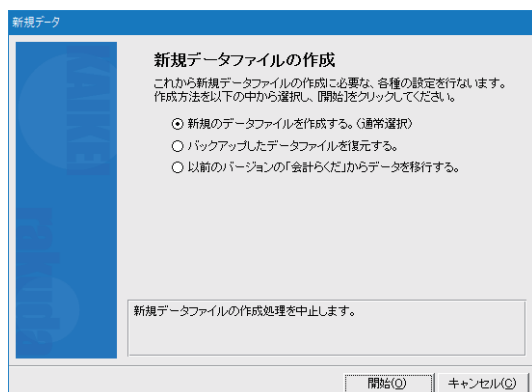 新規データ
新規データファイルの作成
これから新規データファイルの作成に必要な、各種の設定を行ないます。
作成方法を以下の中から選択し、[開始]をクリックしてください。
新規のデータファイルを作成する。(通常選択)
バックアップしたデータファイルを復元する。
以前のバージョンの「会計らくだ」からデータを移行する。
KAIKEI
rakuda
新規データファイルの作成処理を中止します。
開始(O)
キャンセル(C)